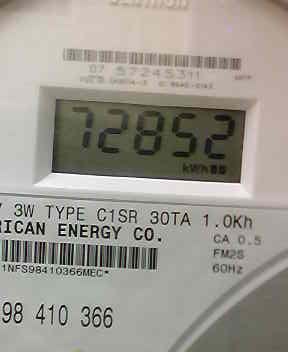 07 57245311
72852
kWh
3W TYPE C1SR 30TA 1.0Kh
RICAN ENERGY CO.
CA 0.5
FM2S
60Hz
1NFS98410366MEC*
98 410 366